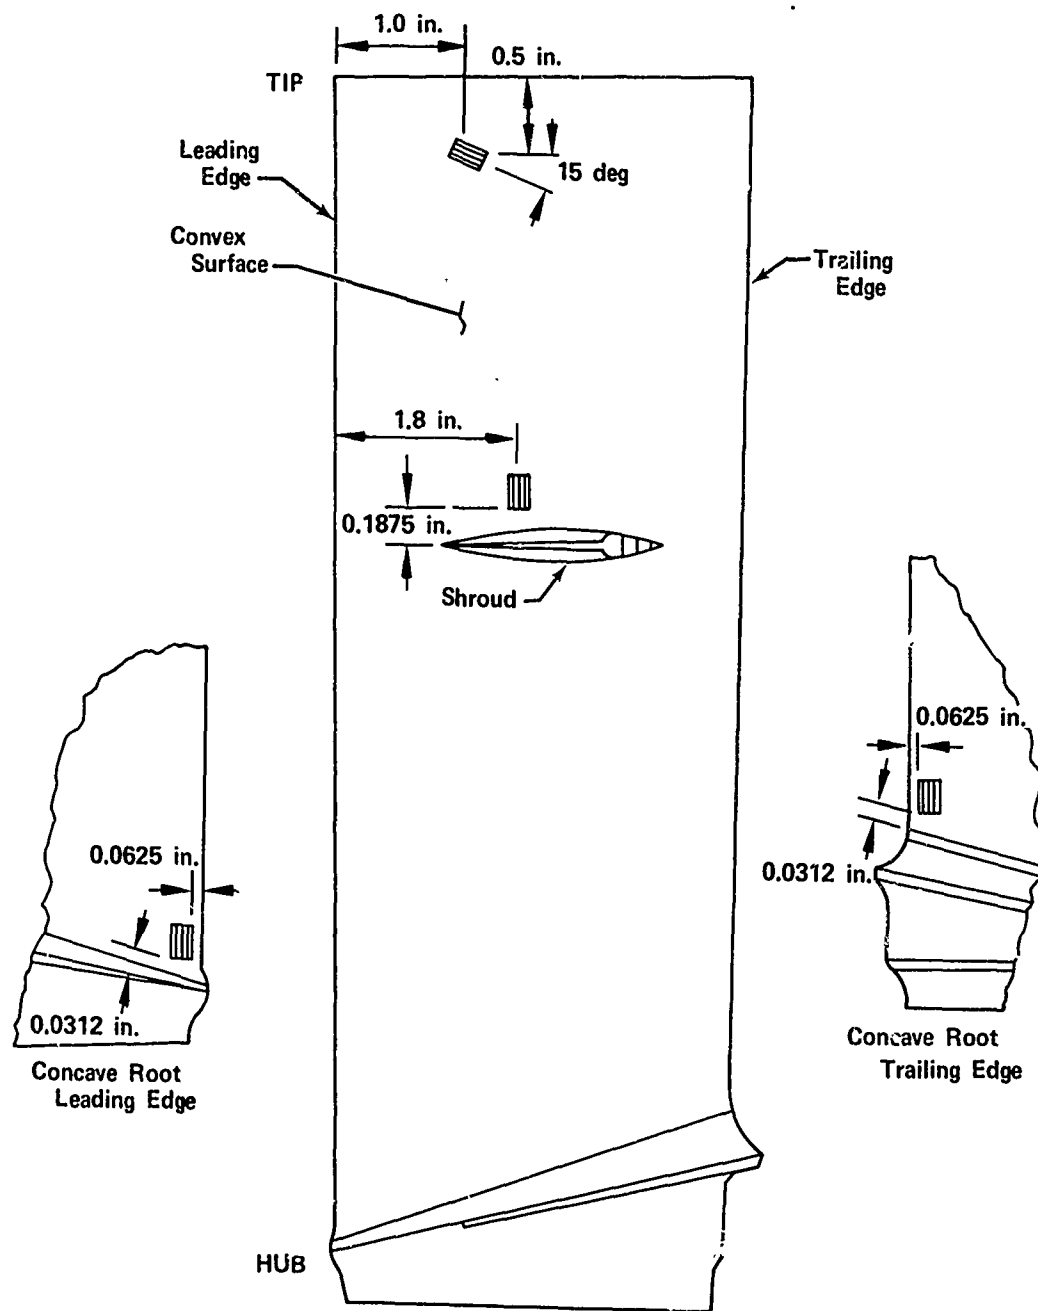 1.0 in.
0.5 in.
TIP
Leading
Edge
15 deg
Convex
Surface
Trailing
Edge
1.8 in.
0.1875 in.
Shroud
0.0625 in.
0.0625 in.
0.0312 in.
0.0312 in.
Concave Root
Leading Edge
Concave Root
Trailing Edge
HUB